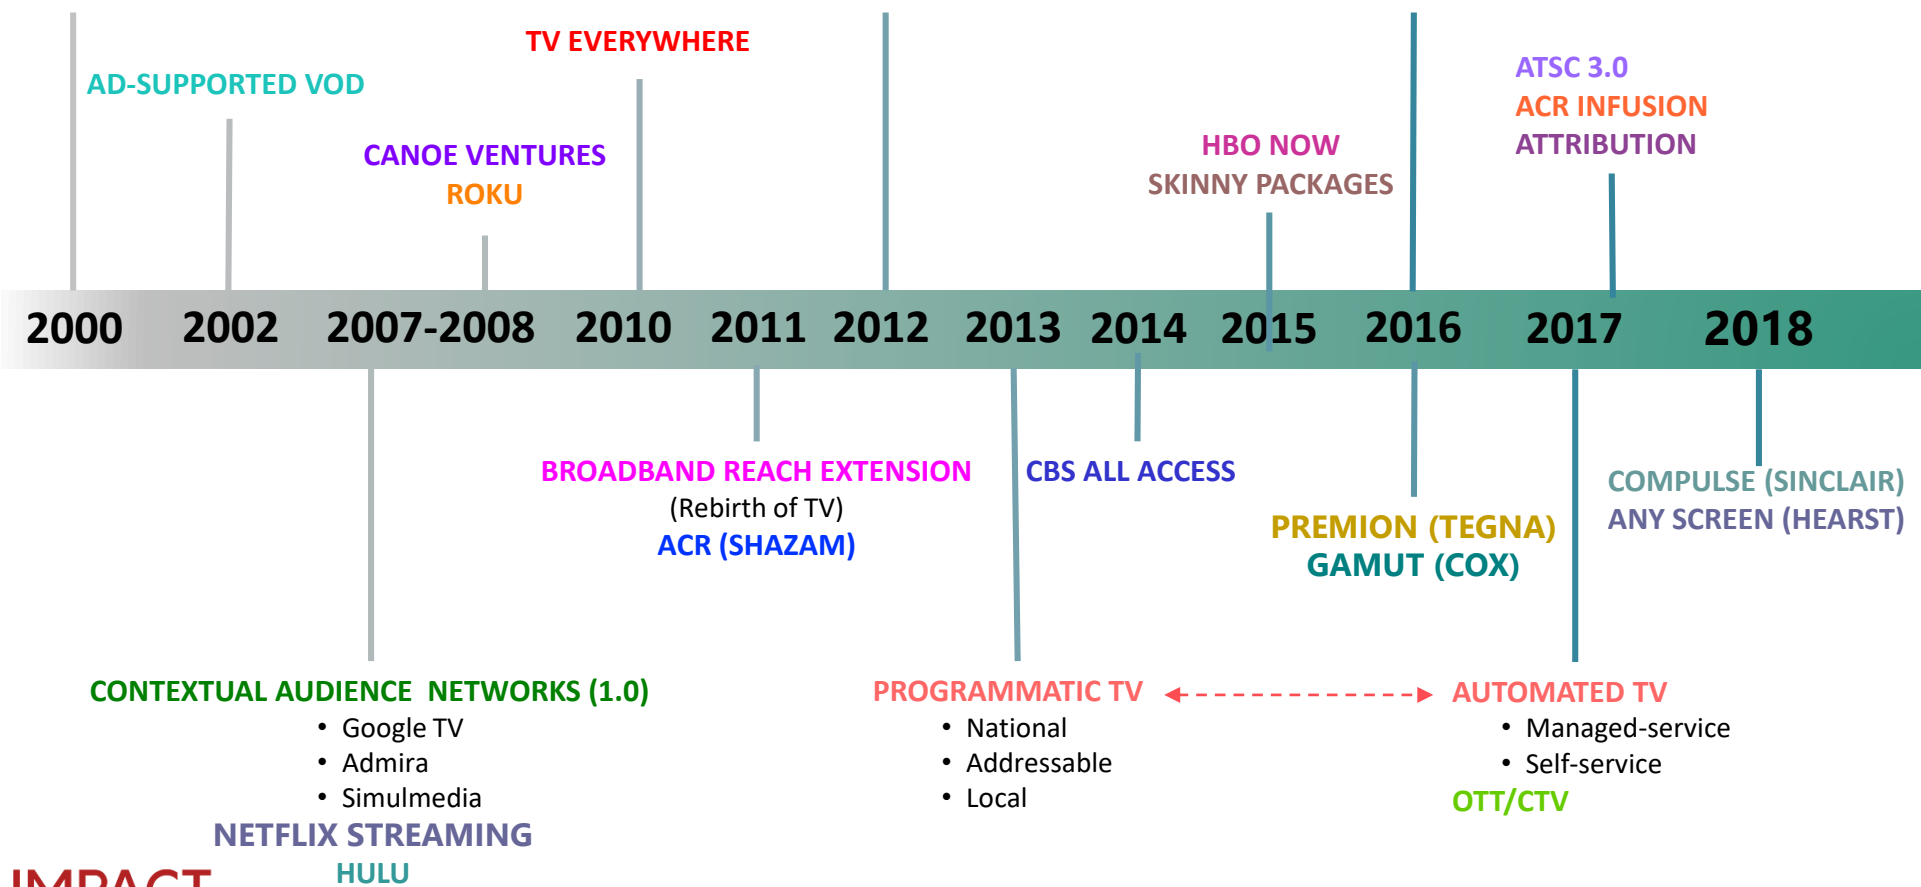 TV EVERYWHERE
AD-SUPPORTED VOD
CANOE VENTURES
ROKU
HBO NOW
SKINNY PACKAGES
ATSC 3.0
ACR INFUSION
ATTRIBUTION
2000 2002 2007-2008 2010 2011 2012 2013 2014 2015 2016 2017 2018
BROADBAND REACH EXTENSION
(Rebirth of TV)
ACR (SHAZAM)
CBS ALL ACCESS
PREMION (TEGNA)
GAMUT (COX)
COMPULSE (SINCLAIR)
ANY SCREEN (HEARST)
CONTEXTUAL AUDIENCE NETWORKS (1.0)
• Google TV
• Admira
• Simulmedia
NETFLIX STREAMING
HULU
PROGRAMMATIC TV
• National
• Addressable
• Local
AUTOMATED TV
• Managed-service
• Self-service
OTT/CTV
IMPACT